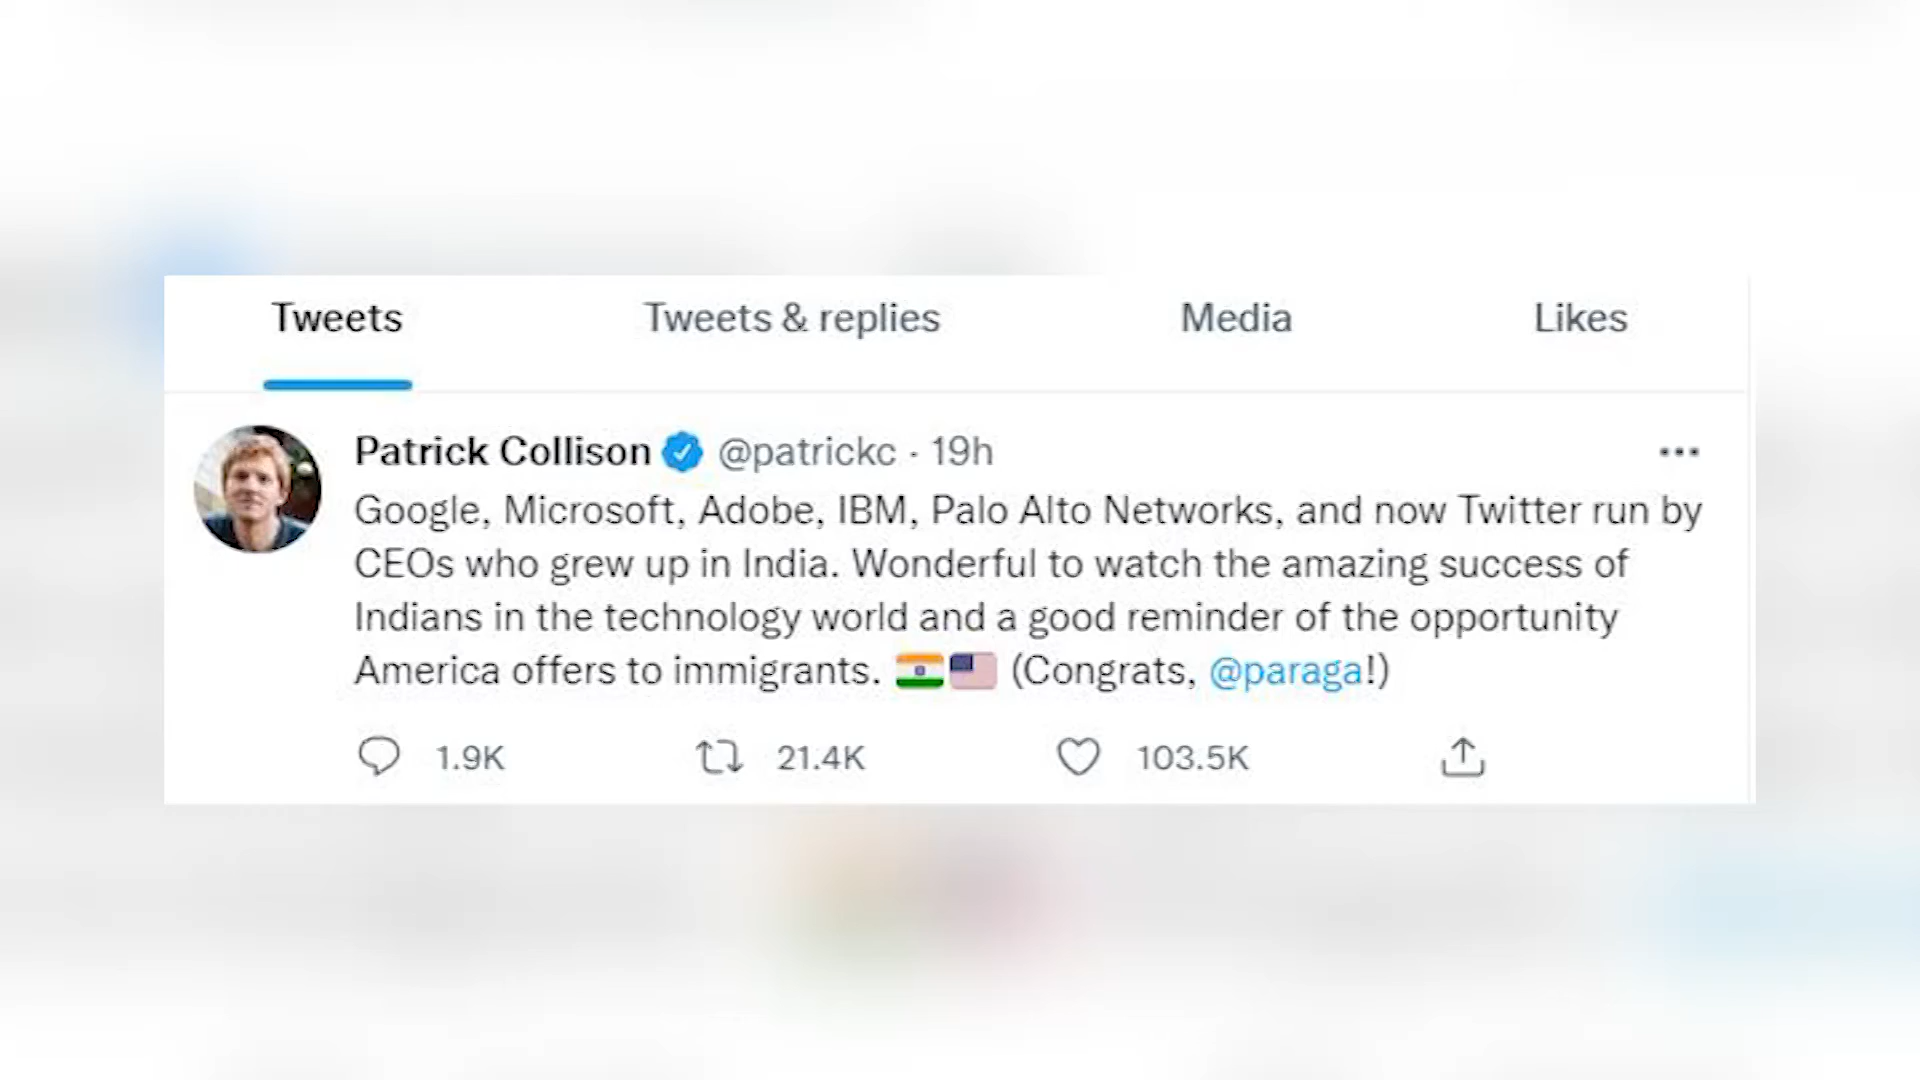 Tweets Tweets & replies Media Likes
Patrick Collison @patrickc · 19h
Google, Microsoft, Adobe, IBM, Palo Alto Networks, and now Twitter run by
CEOs who grew up in India. Wonderful to watch the amazing success of
Indians in the technology world and a good reminder of the opportunity
America offers to immigrants. 🇮🇳🇺🇸 (Congrats, @paraga!)
1.9K 21.4K 103.5K